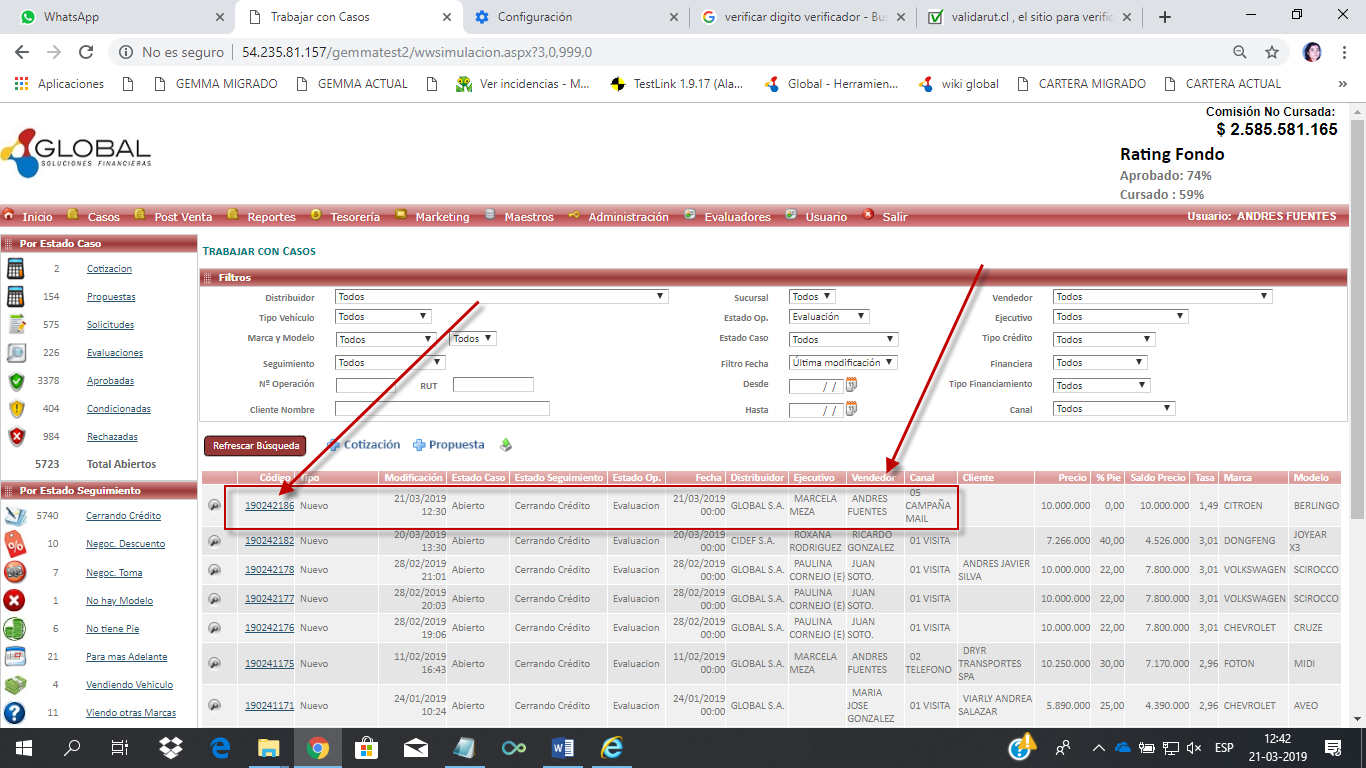 WhatsApp
Trabajar con Casos
Configuración
verificar digito verificador - Bus
validarut.cl , el sitio para verific
No es seguro | 54.235.81.157/gemmatest2/wwsimulacion.aspx?3,0,999,0
Aplicaciones
GEMMA MIGRADO
GEMMA ACTUAL
Ver incidencias - M...
TestLink 1.9.17 (Ala...
Global - Herramien...
wiki global
CARTERA MIGRADO
CARTERA ACTUAL
»
GLOBAL
SOLUCIONES FINANCIERAS
Comisión No Cursada:
$ 2.585.581.165
Rating Fondo
Aprobado: 74%
Cursado : 59%
Inicio Casos Post Venta Reportes Tesorería Marketing Maestros Administración Evaluadores Usuario Salir Usuario: ANDRES FUENTES
Por Estado Caso
2 Cotizacion
154 Propuestas
575 Solicitudes
226 Evaluaciones
3378 Aprobadas
404 Condicionadas
984 Rechazadas
5723 Total Abiertos
Por Estado Seguimiento
5740 Cerrando Crédito
10 Negoc. Descuento
7 Negoc. Toma
1 No hay Modelo
6 No tiene Pie
21 Para mas Adelante
4 Vendiendo Vehiculo
11 Viendo otras Marcas
TRABAJAR CON CASOS
Filtros
Distribuidor Todos Sucursal Todos Vendedor Todos
Tipo Vehículo Todos Estado Op. Evaluación Ejecutivo Todos
Marca y Modelo Todos Todos Estado Caso Todos Tipo Crédito Todos
Seguimiento Todos Filtro Fecha Última modificación Financiera Todos
Nº Operación RUT Desde / / Tipo Financiamiento Todos
Cliente Nombre Hasta / / Canal Todos
Refrescar Búsqueda Cotización Propuesta
Código Tipo Modificación Estado Caso Estado Seguimiento Estado Op. Fecha Distribuidor Ejecutivo Vendedor Canal Cliente Precio % Pie Saldo Precio Tasa Marca Modelo
190242186 Nuevo 21/03/2019 12:30 Abierto Cerrando Crédito Evaluacion 21/03/2019 00:00 GLOBAL S.A. MARCELA MEZA ANDRES FUENTES 05 CAMPAÑA MAIL 10.000.000 0,00 10.000.000 1,49 CITROEN BERLINGO
190242182 Nuevo 20/03/2019 13:30 Abierto Cerrando Crédito Evaluacion 20/03/2019 00:00 CIDEF S.A. ROXANA RODRIGUEZ RICARDO GONZALEZ 01 VISITA 7.266.000 40,00 4.526.000 3,01 DONGFENG JOYEAR X3
190242178 Nuevo 28/02/2019 21:01 Abierto Cerrando Crédito Evaluacion 28/02/2019 00:00 GLOBAL S.A. PAULINA CORNEJO (E) JUAN SOTO. 01 VISITA ANDRES JAVIER SILVA 10.000.000 22,00 7.800.000 3,01 VOLKSWAGEN SCIROCCO
190242177 Nuevo 28/02/2019 20:03 Abierto Cerrando Crédito Evaluacion 28/02/2019 00:00 GLOBAL S.A. PAULINA CORNEJO (E) JUAN SOTO. 01 VISITA 10.000.000 22,00 7.800.000 3,01 VOLKSWAGEN SCIROCCO
190242176 Nuevo 28/02/2019 19:06 Abierto Cerrando Crédito Evaluacion 28/02/2019 00:00 GLOBAL S.A. PAULINA CORNEJO (E) JUAN SOTO. 01 VISITA 10.000.000 22,00 7.800.000 3,01 CHEVROLET CRUZE
190241175 Nuevo 11/02/2019 16:43 Abierto Cerrando Crédito Evaluacion 11/02/2019 00:00 GLOBAL S.A. MARCELA MEZA ANDRES FUENTES 02 TELEFONO DRYR TRANSPORTES SPA 10.250.000 30,00 7.170.000 2,96 FOTON MIDI
190241171 Nuevo 24/01/2019 10:24 Abierto Cerrando Crédito Evaluacion 24/01/2019 00:00 GLOBAL S.A. MARIA JOSE GONZALEZ 01 VISITA VIARLY ANDREA SALAZAR 5.890.000 25,00 4.390.000 2,96 CHEVROLET AVEO
ESP
12:42
21-03-2019